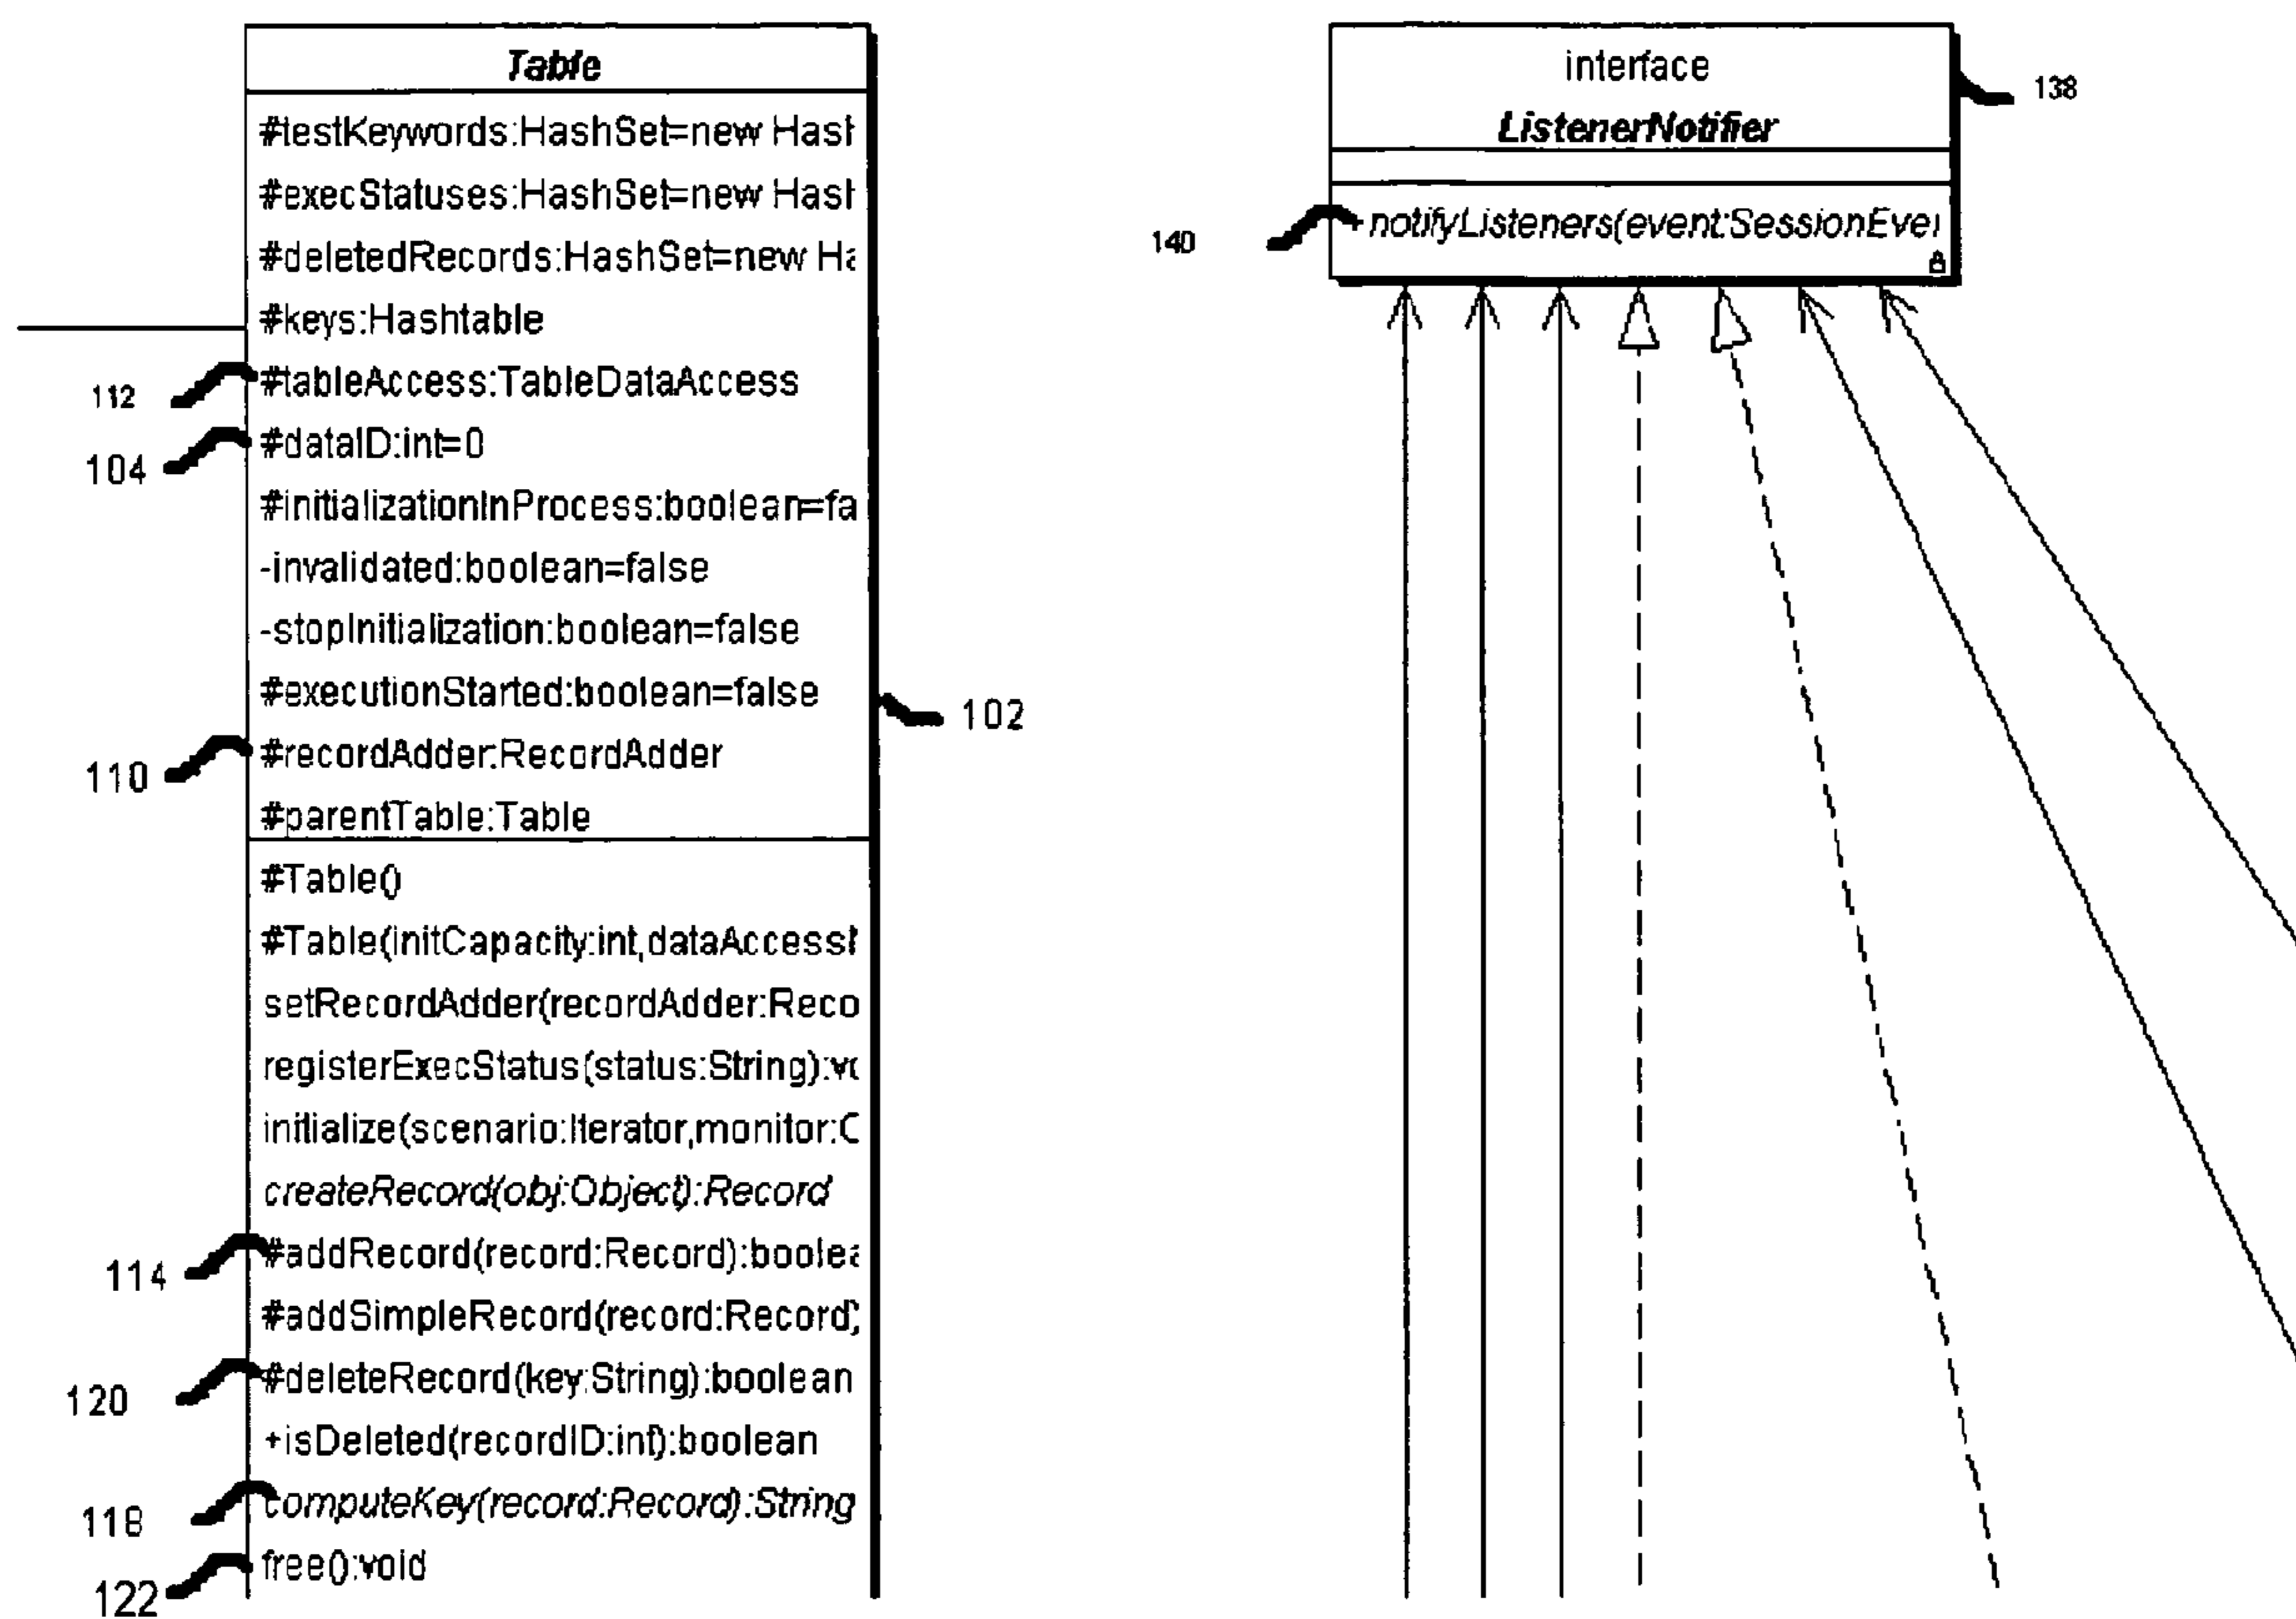 Table
#testKeywords:HashSet=new Hash
#execStatuses:HashSet=new Hash
#deletedRecords:HashSet=new Ha
#keys:Hashtable
112
#tableAccess:TableDataAccess
104
#dataID:int=0
#initializationInProcess:boolean=fa
-invalidated:boolean=false
-stopInitialization:boolean=false
#executionStarted:boolean=false
102
110
#recordAdder:RecordAdder
#parentTable:Table
#Table()
#Table(initCapacity:int,dataAccess
setRecordAdder(recordAdder:Reco
registerExecStatus(status:String):vo
initialize(scenario:Iterator,monitor:C
createRecord(obj:Object):Record
114
#addRecord(record:Record):boolea
#addSimpleRecord(record:Record)
120
#deleteRecord(key:String):boolean
+isDeleted(recordID:int):boolean
118
computeKey(record:Record):String
122
free():void
interface
138
ListenerNotifier
140
+notifyListeners(event:SessionEve